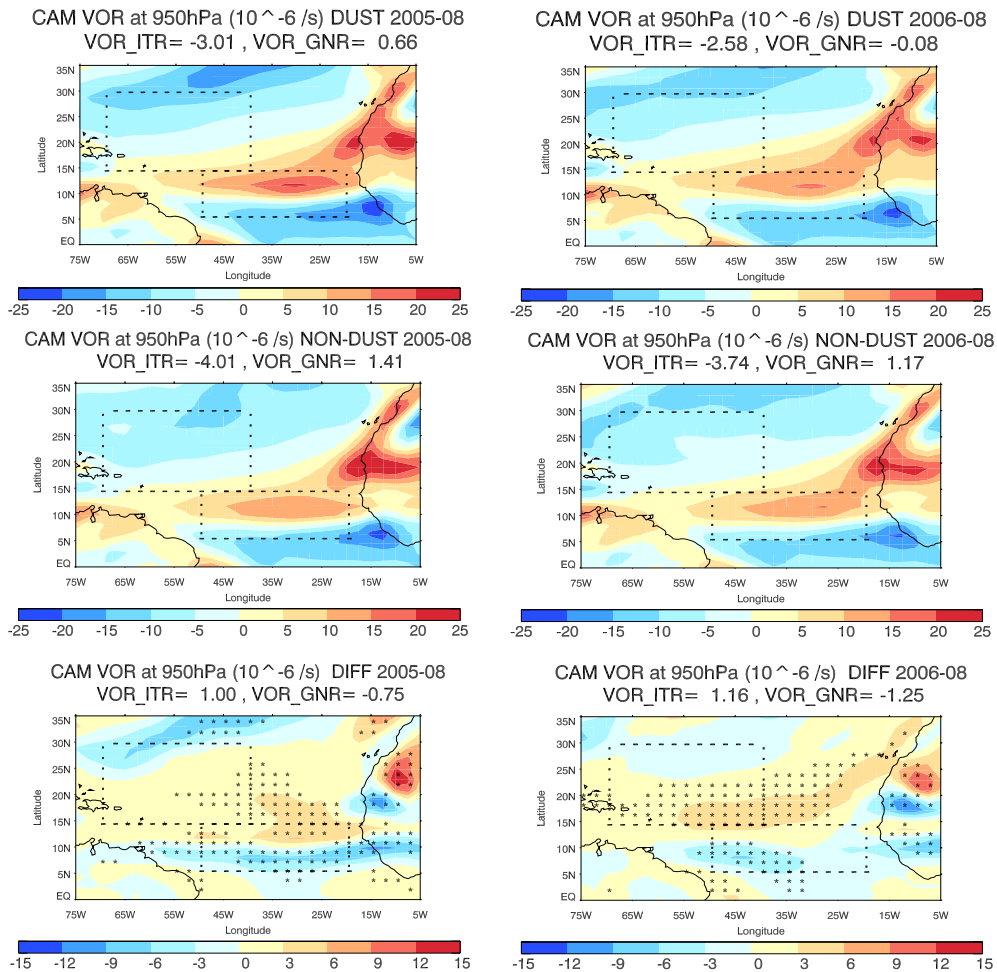 CAM VOR at 950hPa (10^-6 /s) DUST 2005-08
VOR_ITR= -3.01 , VOR_GNR= 0.66
35N
30N
25N
20N
15N
10N
5N
EQ
Latitude
75W 65W 55W 45W 35W 25W 15W 5W
Longitude
-25 -20 -15 -10 -5 0 5 10 15 20 25
CAM VOR at 950hPa (10^-6 /s) DUST 2006-08
VOR_ITR= -2.58 , VOR_GNR= -0.08
35N
30N
25N
20N
15N
10N
5N
EQ
Latitude
75W 65W 55W 45W 35W 25W 15W 5W
Longitude
-25 -20 -15 -10 -5 0 5 10 15 20 25
CAM VOR at 950hPa (10^-6 /s) NON-DUST 2005-08
VOR_ITR= -4.01 , VOR_GNR= 1.41
35N
30N
25N
20N
15N
10N
5N
EQ
Latitude
75W 65W 55W 45W 35W 25W 15W 5W
Longitude
-25 -20 -15 -10 -5 0 5 10 15 20 25
CAM VOR at 950hPa (10^-6 /s) NON-DUST 2006-08
VOR_ITR= -3.74 , VOR_GNR= 1.17
35N
30N
25N
20N
15N
10N
5N
EQ
Latitude
75W 65W 55W 45W 35W 25W 15W 5W
Longitude
-25 -20 -15 -10 -5 0 5 10 15 20 25
CAM VOR at 950hPa (10^-6 /s) DIFF 2005-08
VOR_ITR= 1.00 , VOR_GNR= -0.75
35N
30N
25N
20N
15N
10N
5N
EQ
Latitude
75W 65W 55W 45W 35W 25W 15W 5W
Longitude
-15 -12 -9 -6 -3 0 3 6 9 12 15
CAM VOR at 950hPa (10^-6 /s) DIFF 2006-08
VOR_ITR= 1.16 , VOR_GNR= -1.25
35N
30N
25N
20N
15N
10N
5N
EQ
Latitude
75W 65W 55W 45W 35W 25W 15W 5W
Longitude
-15 -12 -9 -6 -3 0 3 6 9 12 15